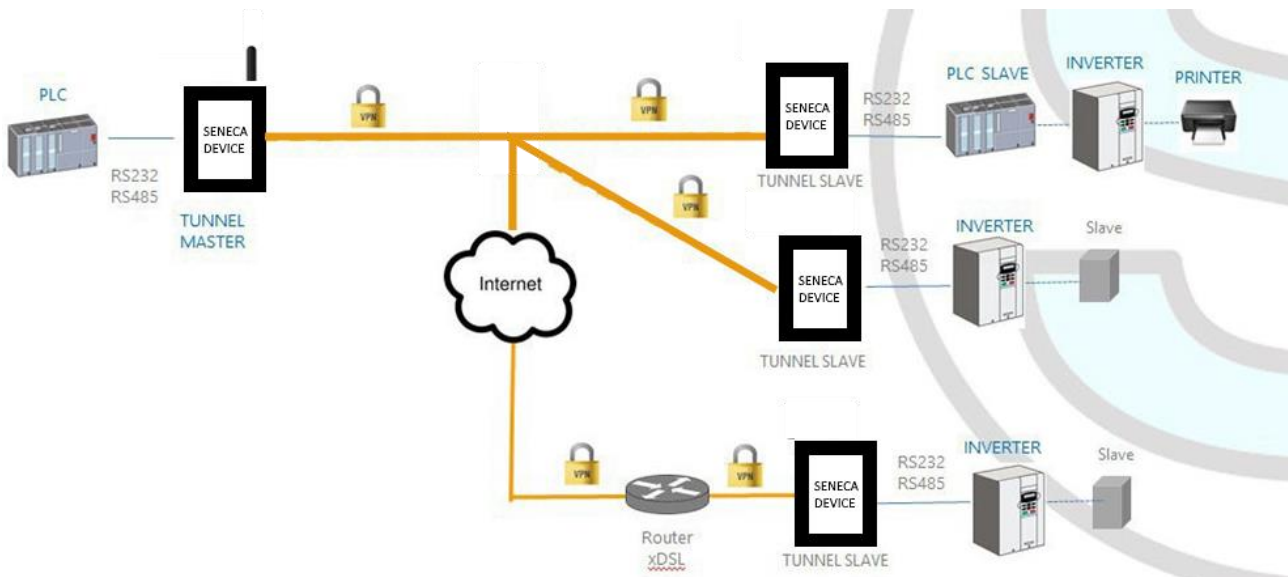 PLC
RS232
RS485
SENECA
DEVICE
TUNNEL
MASTER
VPN
VPN
SENECA
DEVICE
TUNNEL SLAVE
RS232
RS485
PLC SLAVE
INVERTER
PRINTER
VPN
SENECA
DEVICE
TUNNEL SLAVE
RS232
RS485
INVERTER
Slave
Internet
VPN
Router
xDSL
VPN
SENECA
DEVICE
TUNNEL SLAVE
RS232
RS485
INVERTER
Slave